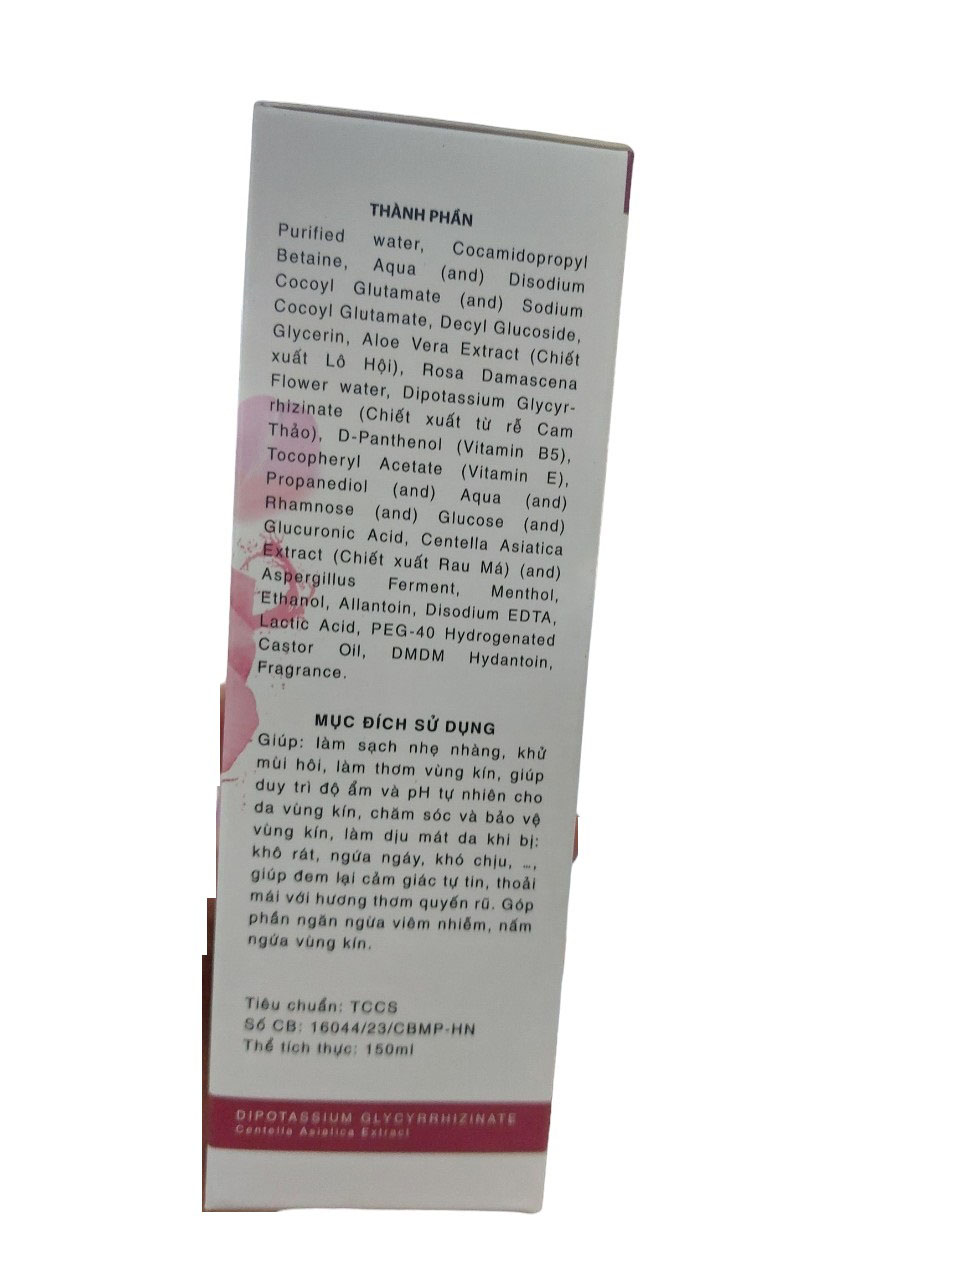 THÀNH PHẦN
Purified water, Cocamidopropyl
Betaine, Aqua (and) Disodium
Cocoyl Glutamate (and) Sodium
Cocoyl Glutamate, Decyl Glucoside,
Glycerin, Aloe Vera Extract (Chiết
xuất Lô Hội), Rosa Damascena
Flower water, Dipotassium Glycyr-
rhizinate (Chiết xuất từ rễ Cam
Thảo), D-Panthenol (Vitamin B5),
Tocopheryl Acetate (Vitamin E),
Propanediol (and) Aqua (and)
Rhamnose (and) Glucose (and)
Glucuronic Acid, Centella Asiatica
Extract (Chiết xuất Rau Má) (and)
Aspergillus Ferment, Menthol,
Ethanol, Allantoin, Disodium EDTA,
Lactic Acid, PEG-40 Hydrogenated
Castor Oil, DMDM Hydantoin,
Fragrance.
MỤC ĐÍCH SỬ DỤNG
Giúp: làm sạch nhẹ nhàng, khử
mùi hôi, làm thơm vùng kín, giúp
duy trì độ ẩm và pH tự nhiên cho
da vùng kín, chăm sóc và bảo vệ
vùng kín, làm dịu mát da khi bị:
khô rát, ngứa ngáy, khó chịu, ...,
giúp đem lại cảm giác tự tin, thoải
mái với hương thơm quyến rũ. Góp
phần ngăn ngừa viêm nhiễm, nấm
ngứa vùng kín.
Tiêu chuẩn: TCCS
Số CB: 16044/23/CBMP-HN
Thể tích thực: 150ml
DIPOTASSIUM GLYCYRRHIZINATE
Centella Asiatica Extract